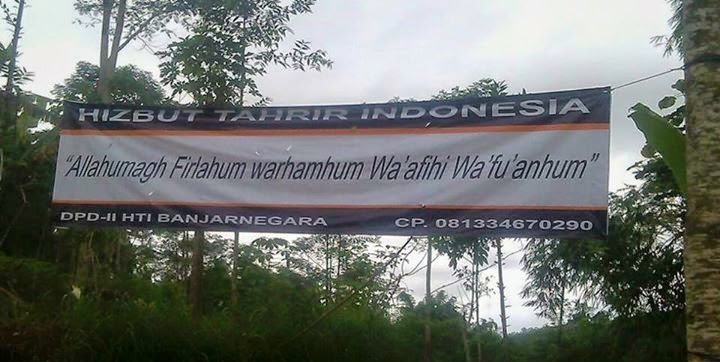 HIZBUT TAHRIR INDONESIA
"Allahumagh Firlahum warhamhum Wa'afihi Wa'fu'anhum"
DPD-II HTI BANJARNEGARA CP. 081334670290